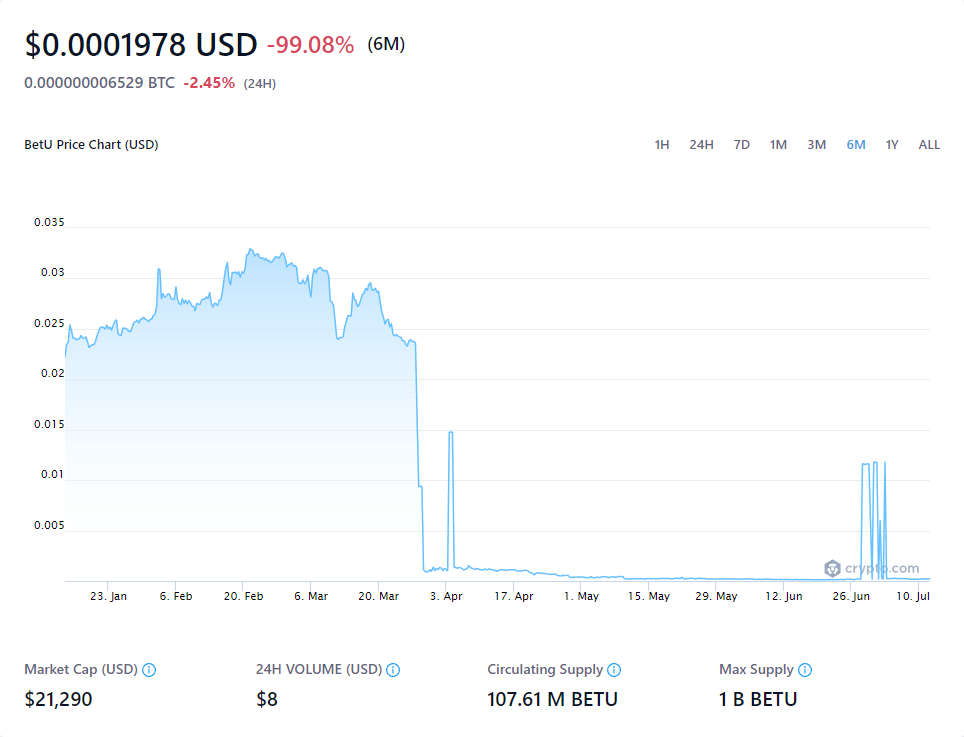 $0.0001978 USD -99.08% (6M)
0.000000006529 BTC -2.45% (24H)
BetU Price Chart (USD) 1H 24H 7D 1M 3M 6M 1Y ALL
0.035
0.03
0.025
0.02
0.015
0.01
0.005
crypto.com
23. Jan 6. Feb 20. Feb 6. Mar 20. Mar 3. Apr 17. Apr 1. May 15. May 29. May 12. Jun 26. Jun 10. Jul
Market Cap (USD) 24H VOLUME (USD) Circulating Supply Max Supply
$21,290 $8 107.61 M BETU 1 B BETU